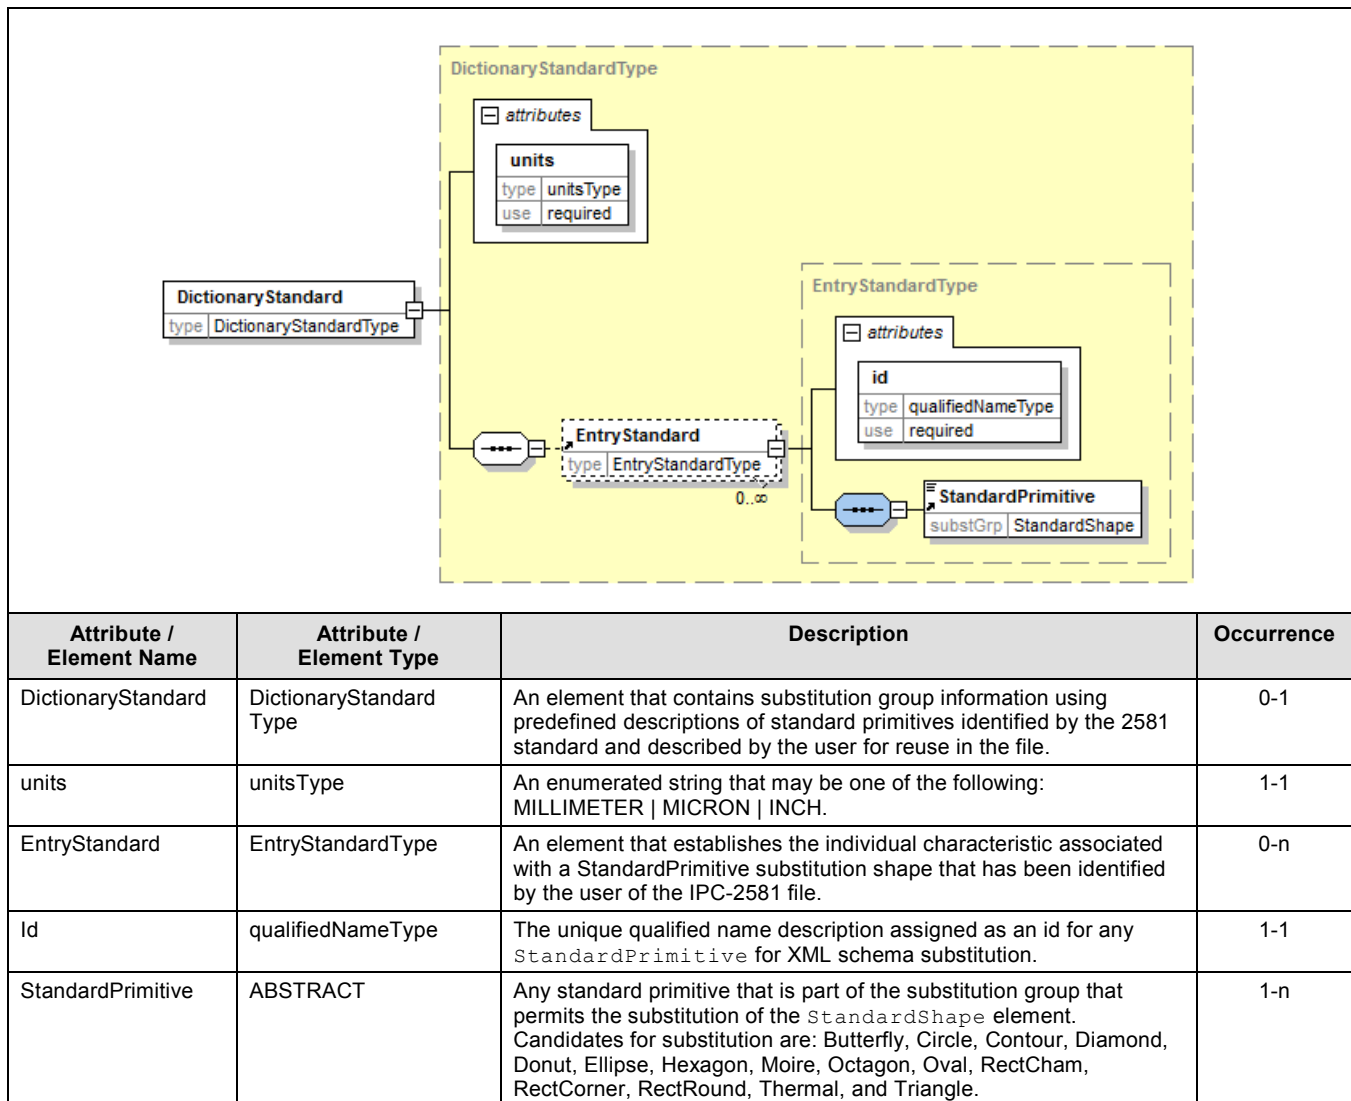 DictionaryStandardType
attributes
units
type unitsType
use required
DictionaryStandard
type DictionaryStandardType
EntryStandardType
attributes
id
type qualifiedNameType
use required
EntryStandard
type EntryStandardType
0..∞
StandardPrimitive
substGrp StandardShape
Attribute / Element Name
Attribute / Element Type
Description
Occurrence
DictionaryStandard
DictionaryStandard
Type
An element that contains substitution group information using
predefined descriptions of standard primitives identified by the 2581
standard and described by the user for reuse in the file.
0-1
units
unitsType
An enumerated string that may be one of the following:
MILLIMETER | MICRON | INCH.
1-1
EntryStandard
EntryStandardType
An element that establishes the individual characteristic associated
with a StandardPrimitive substitution shape that has been identified
by the user of the IPC-2581 file.
0-n
Id
qualifiedNameType
The unique qualified name description assigned as an id for any
StandardPrimitive for XML schema substitution.
1-1
StandardPrimitive
ABSTRACT
Any standard primitive that is part of the substitution group that
permits the substitution of the StandardShape element.
Candidates for substitution are: Butterfly, Circle, Contour, Diamond,
Donut, Ellipse, Hexagon, Moire, Octagon, Oval, RectCham,
RectCorner, RectRound, Thermal, and Triangle.
1-n